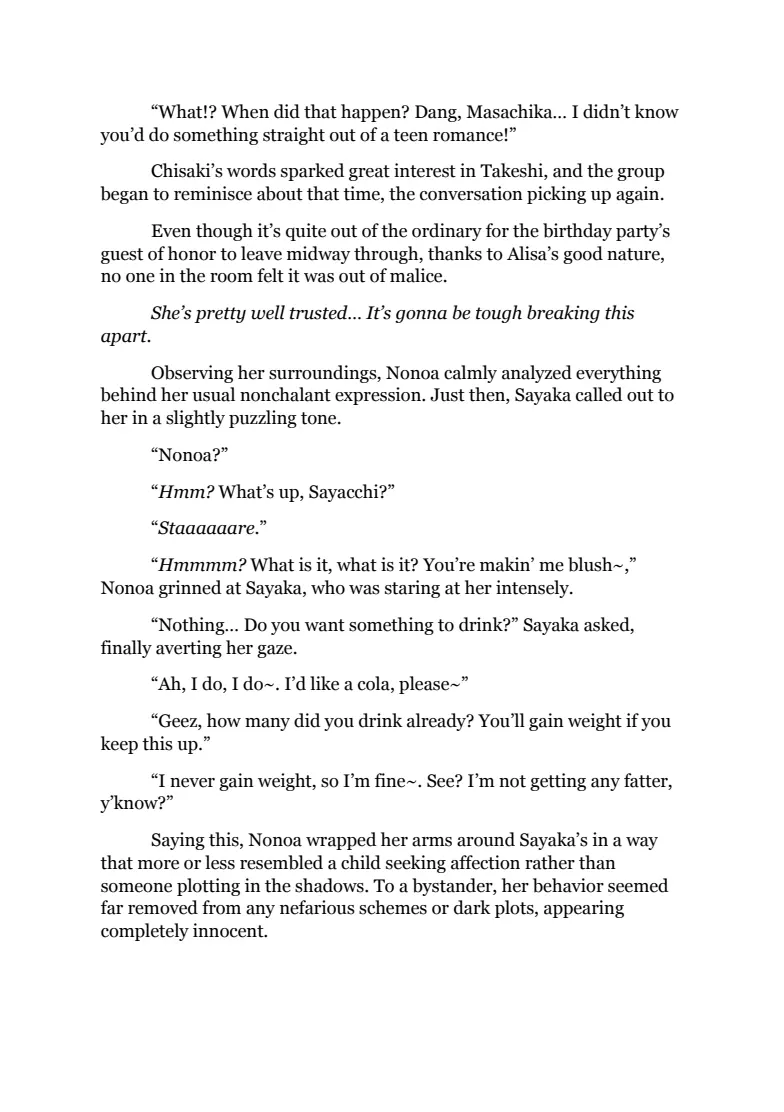 “What!? When did that happen? Dang, Masachika… I didn’t know
you’d do something straight out of a teen romance!”
Chisaki’s words sparked great interest in Takeshi, and the group
began to reminisce about that time, the conversation picking up again.
Even though it’s quite out of the ordinary for the birthday party’s
guest of honor to leave midway through, thanks to Alisa’s good nature,
no one in the room felt it was out of malice.
She’s pretty well trusted… It’s gonna be tough breaking this
apart.
Observing her surroundings, Nonoa calmly analyzed everything
behind her usual nonchalant expression. Just then, Sayaka called out to
her in a slightly puzzling tone.
“Nonoa?”
“Hmm? What’s up, Sayacchi?”
“Staaaaaare.”
“Hmmmm? What is it, what is it? You’re makin’ me blush~,”
Nonoa grinned at Sayaka, who was staring at her intensely.
“Nothing… Do you want something to drink?” Sayaka asked,
finally averting her gaze.
“Ah, I do, I do~. I’d like a cola, please~”
“Geez, how many did you drink already? You’ll gain weight if you
keep this up.”
“I never gain weight, so I’m fine~. See? I’m not getting any fatter,
y’know?”
Saying this, Nonoa wrapped her arms around Sayaka’s in a way
that more or less resembled a child seeking affection rather than
someone plotting in the shadows. To a bystander, her behavior seemed
far removed from any nefarious schemes or dark plots, appearing
completely innocent.